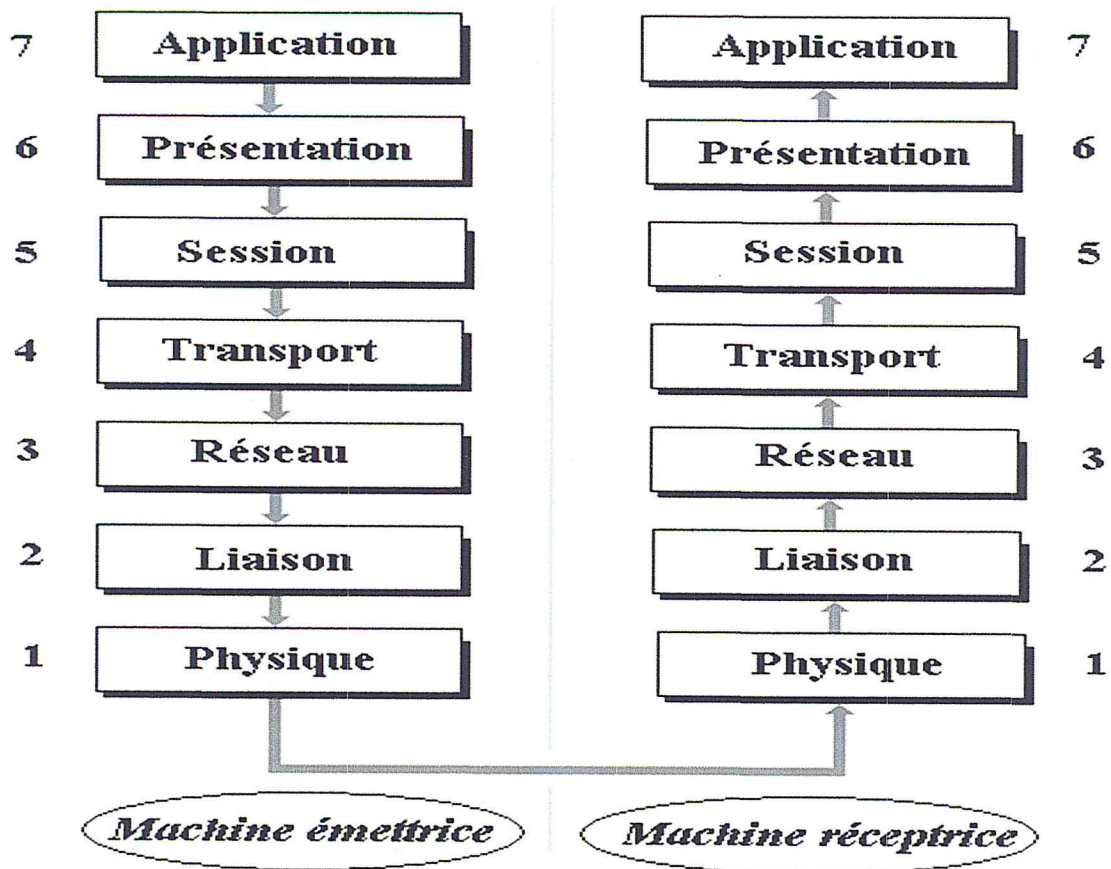 7 Application Application 7
6 Présentation Présentation 6
5 Session Session 5
4 Transport Transport 4
3 Réseau Réseau 3
2 Liaison Liaison 2
1 Physique Physique 1
Machine émettrice Machine réceptrice